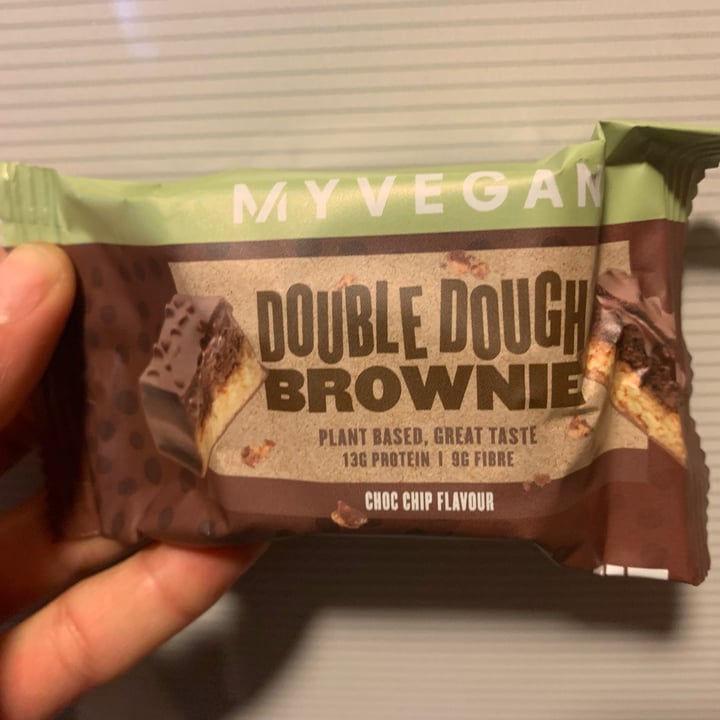 MYVEGAN
DOUBLE DOUGH
BROWNIE
PLANT BASED, GREAT TASTE
13G PROTEIN | 9G FIBRE
CHOC CHIP FLAVOUR